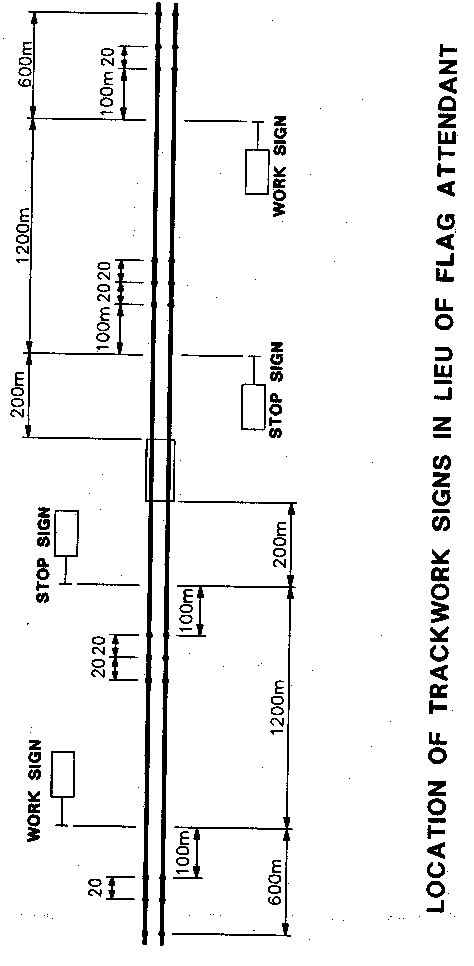 600m
100m 20
WORK SIGN
1200m
100m 20 20
STOP SIGN
200m
STOP SIGN
200m
100m
20 20
1200m
WORK SIGN
100m
20
600m
LOCATION OF TRACKWORK SIGNS IN LIEU OF FLAG ATTENDANT